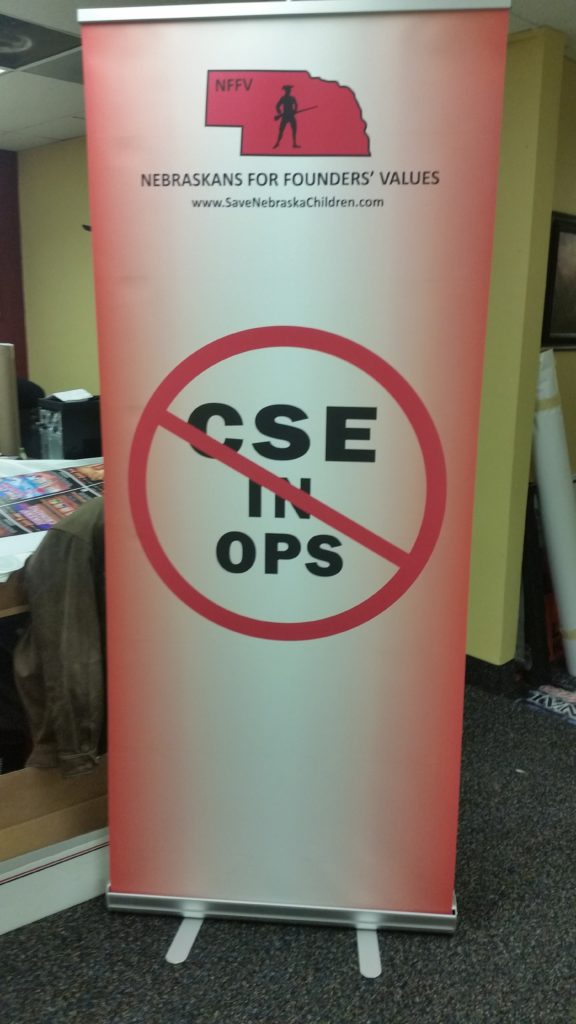 NFFV
NEBRASKANS FOR FOUNDERS' VALUES
www.SaveNebraskaChildren.com
CSE
IN
OPS